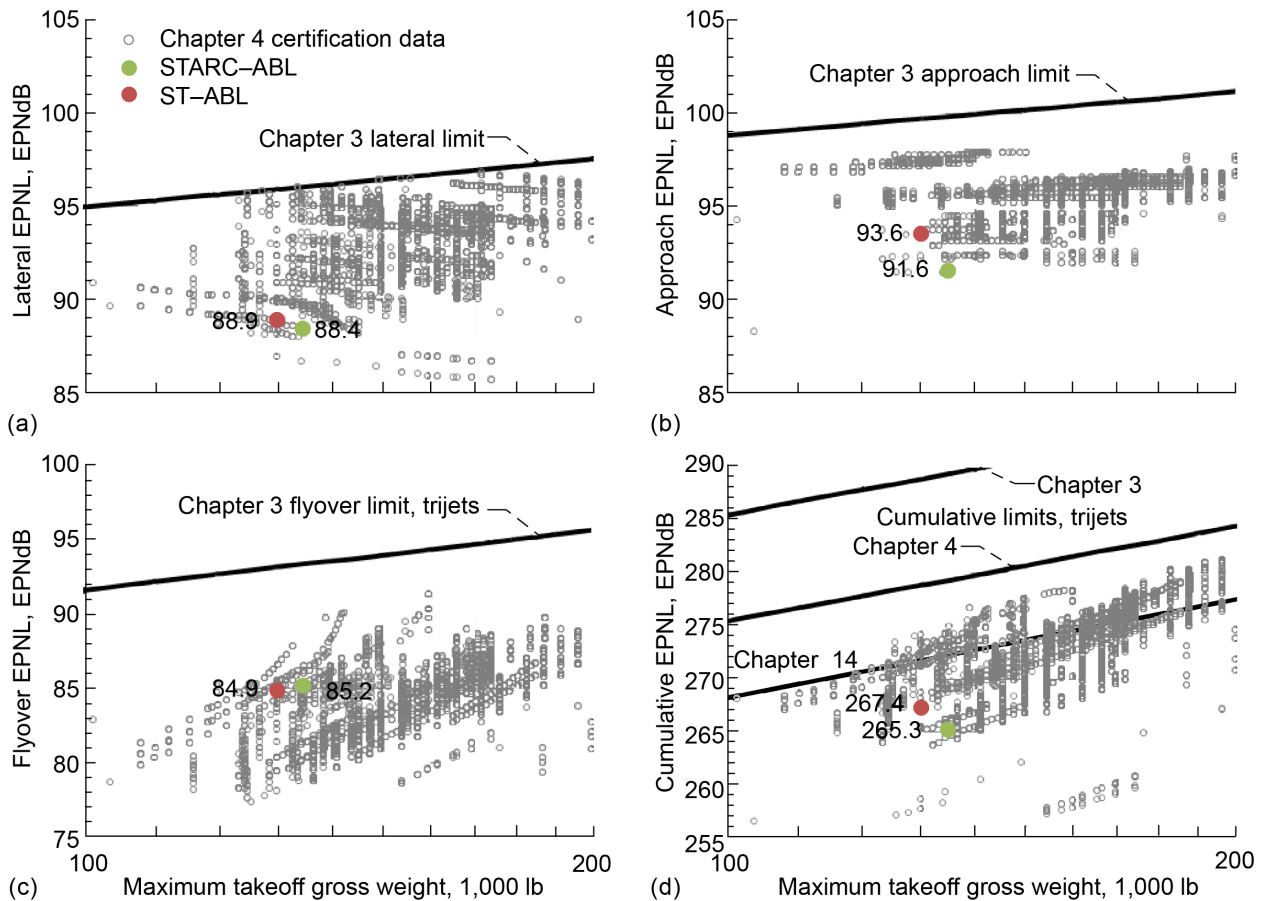 105
100
95
90
85
Lateral EPNL, EPNdB
Chapter 4 certification data
STARC–ABL
ST–ABL
Chapter 3 lateral limit
88.9
88.4
(a)
105
100
95
90
85
Approach EPNL, EPNdB
Chapter 3 approach limit
93.6
91.6
(b)
100
95
90
85
80
75
Flyover EPNL, EPNdB
Chapter 3 flyover limit, trijets
84.9
85.2
100
200
Maximum takeoff gross weight, 1,000 lb
(c)
290
285
280
275
270
265
260
255
Cumulative EPNL, EPNdB
Chapter 3
Cumulative limits, trijets
Chapter 4
Chapter 14
267.4
265.3
100
200
Maximum takeoff gross weight, 1,000 lb
(d)